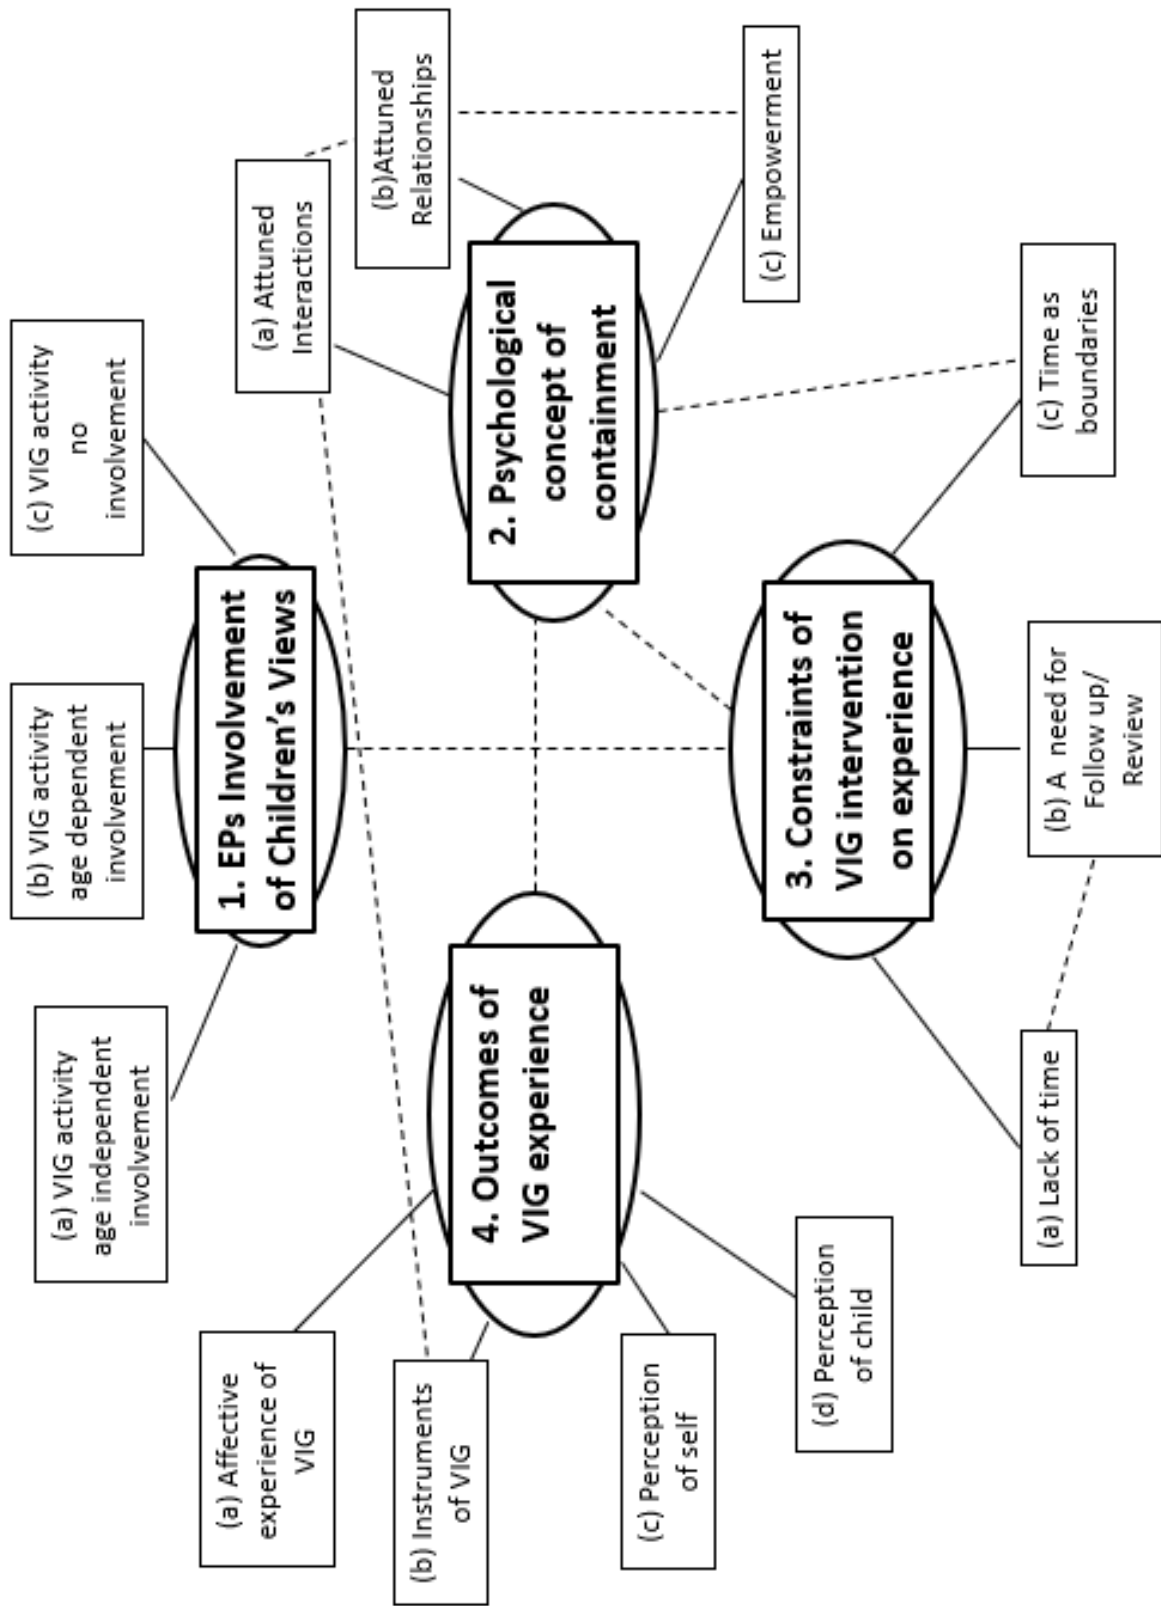 (a) VIG activity
age independent
involvement
(b) VIG activity
age dependent
involvement
(c) VIG activity
no
involvement
1. EPs Involvement
of Children’s Views
(a) Attuned
Interactions
(b)Attuned
Relationships
(c) Empowerment
2. Psychological
concept of
containment
(a) Lack of time
(b) A need for
Follow up/
Review
(c) Time as
boundaries
3. Constraints of
VIG intervention
on experience
(a) Affective
experience of
VIG
(b) Instruments
of VIG
(c) Perception
of self
(d) Perception
of child
4. Outcomes of
VIG experience